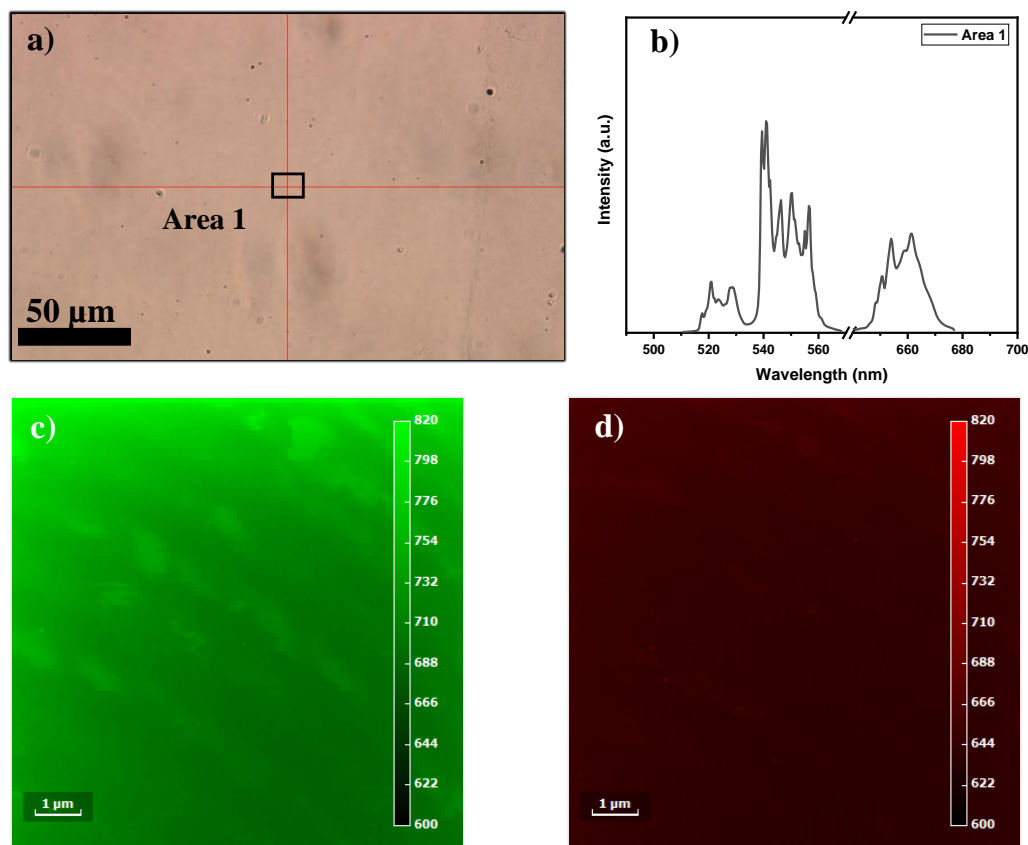 a)
Area 1
50 µm
b)
Area 1
Intensity (a.u.)
500 520 540 560 660 680 700
Wavelength (nm)
c)
820
798
776
754
732
710
688
666
644
622
600
1 µm
d)
820
798
776
754
732
710
688
666
644
622
600
1 µm